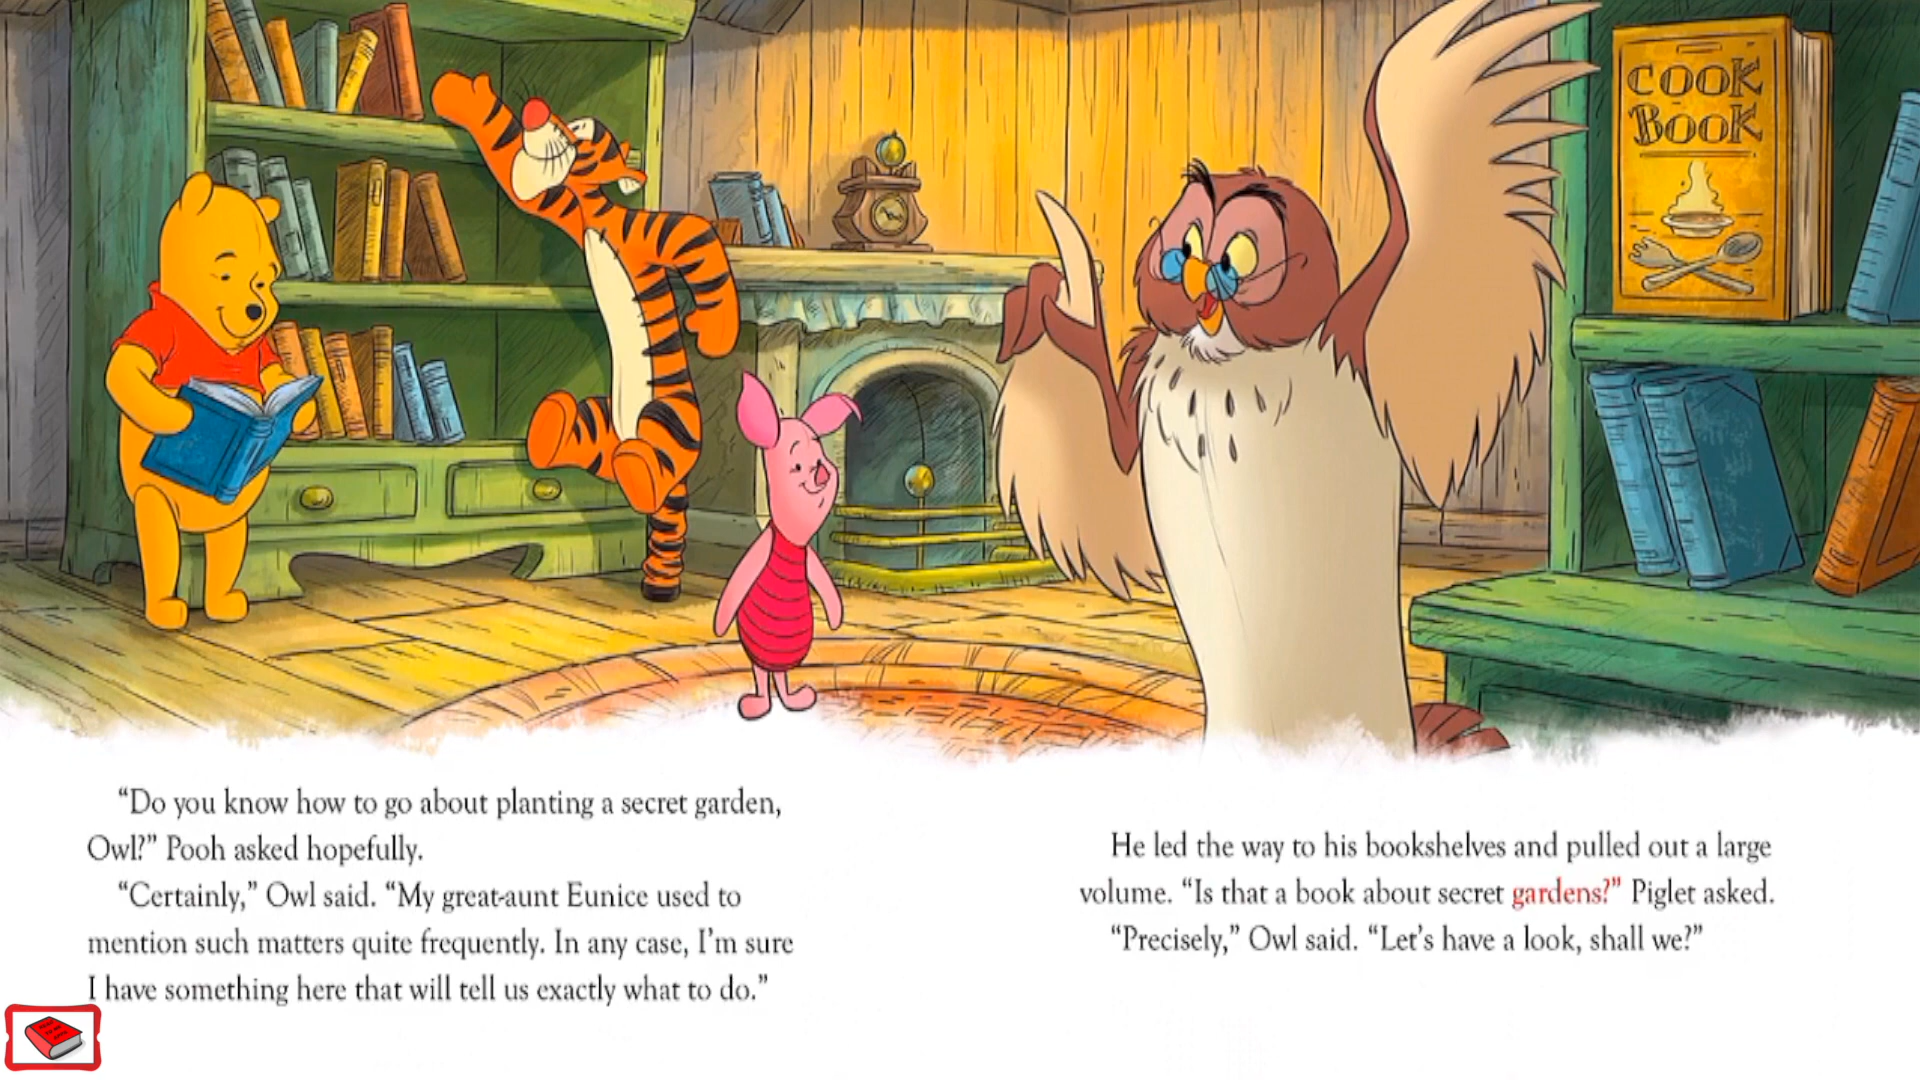 COOK
BOOK
“Do you know how to go about planting a secret garden,
Owl?” Pooh asked hopefully.
“Certainly,” Owl said. “My great-aunt Eunice used to
mention such matters quite frequently. In any case, I’m sure
I have something here that will tell us exactly what to do.”
He led the way to his bookshelves and pulled out a large
volume. “Is that a book about secret gardens?” Piglet asked.
“Precisely,” Owl said. “Let’s have a look, shall we?”